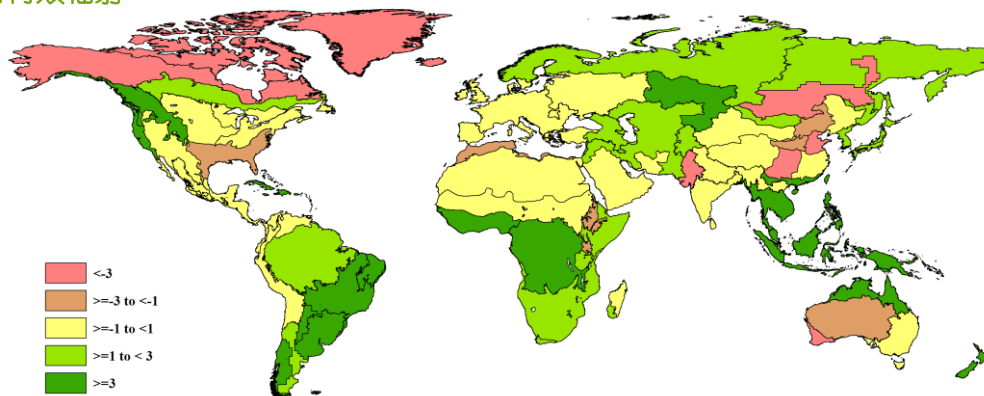 <-3
>=-3 to <-1
>=-1 to <1
>=1 to < 3
>=3